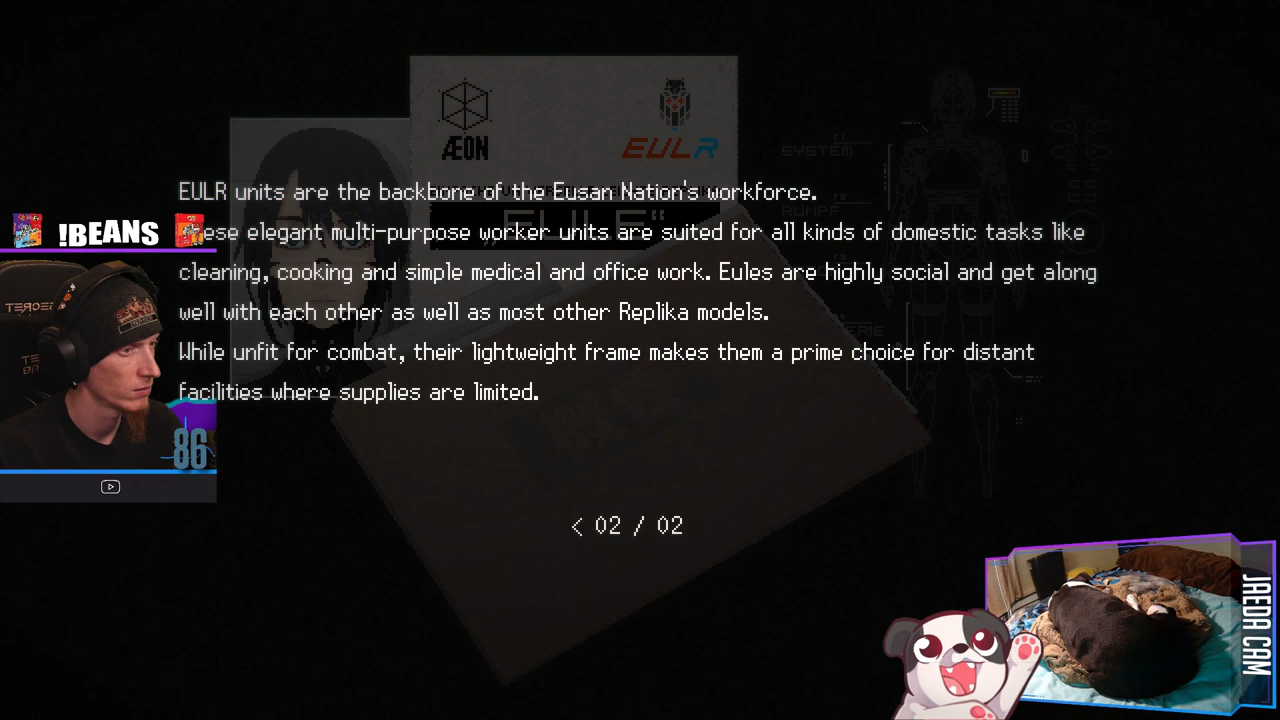 ÆON
EULR
SYSTEM
EULR units are the backbone of the Eusan Nation's workforce.
ese elegant multi-purpose worker units are suited for all kinds of domestic tasks like
cleaning, cooking and simple medical and office work. Eules are highly social and get along
well with each other as well as most other Replika models.
While unfit for combat, their lightweight frame makes them a prime choice for distant
facilities where supplies are limited.
< 02 / 02
!BEANS
86
JAEDA CAM